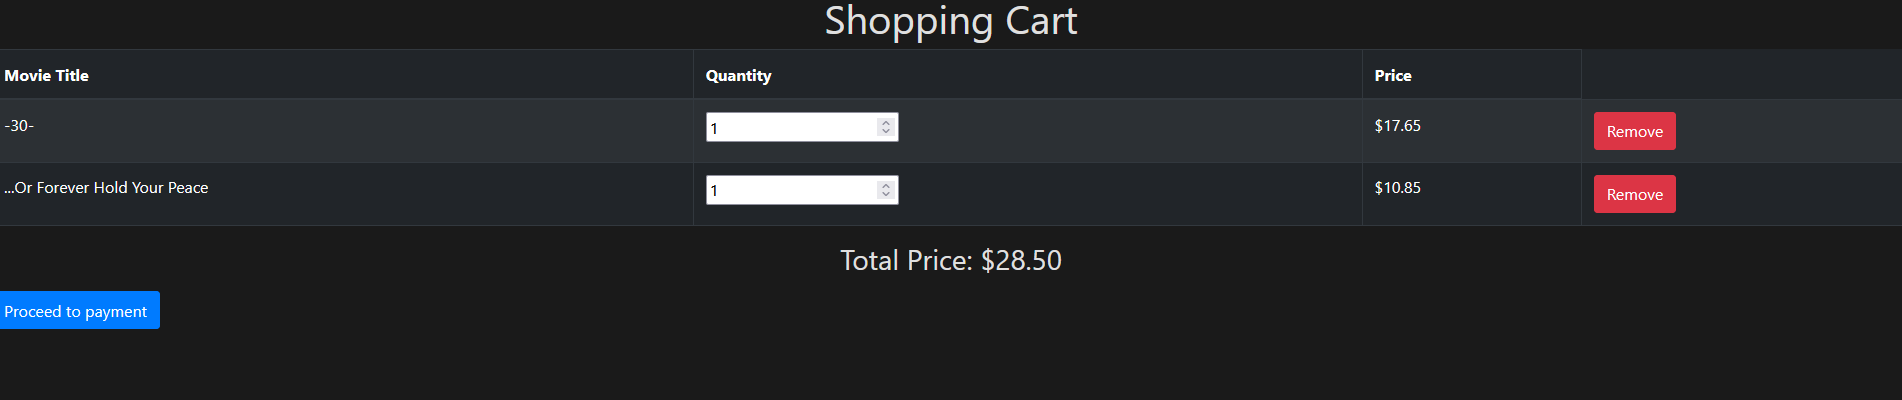 Shopping Cart
Movie Title Quantity Price
-30- 1 $17.65 Remove
...Or Forever Hold Your Peace 1 $10.85 Remove
Total Price: $28.50
Proceed to payment